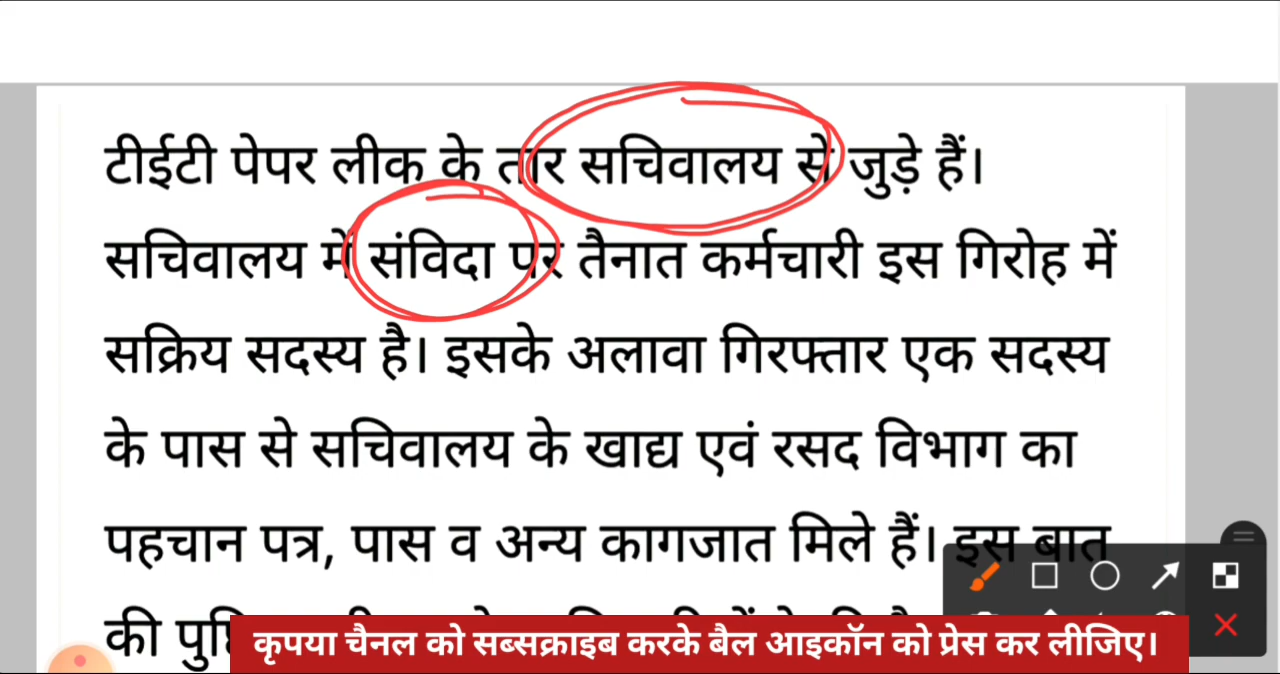 टीईटी पेपर लीक के तार सचिवालय से जुड़े हैं।
सचिवालय में संविदा पर तैनात कर्मचारी इस गिरोह में
सक्रिय सदस्य है। इसके अलावा गिरफ्तार एक सदस्य
के पास से सचिवालय के खाद्य एवं रसद विभाग का
पहचान पत्र, पास व अन्य कागजात मिले हैं। इस बात
की
कृपया चैनल को सब्सक्राइब करके बैल आइकॉन को प्रेस कर लीजिए।